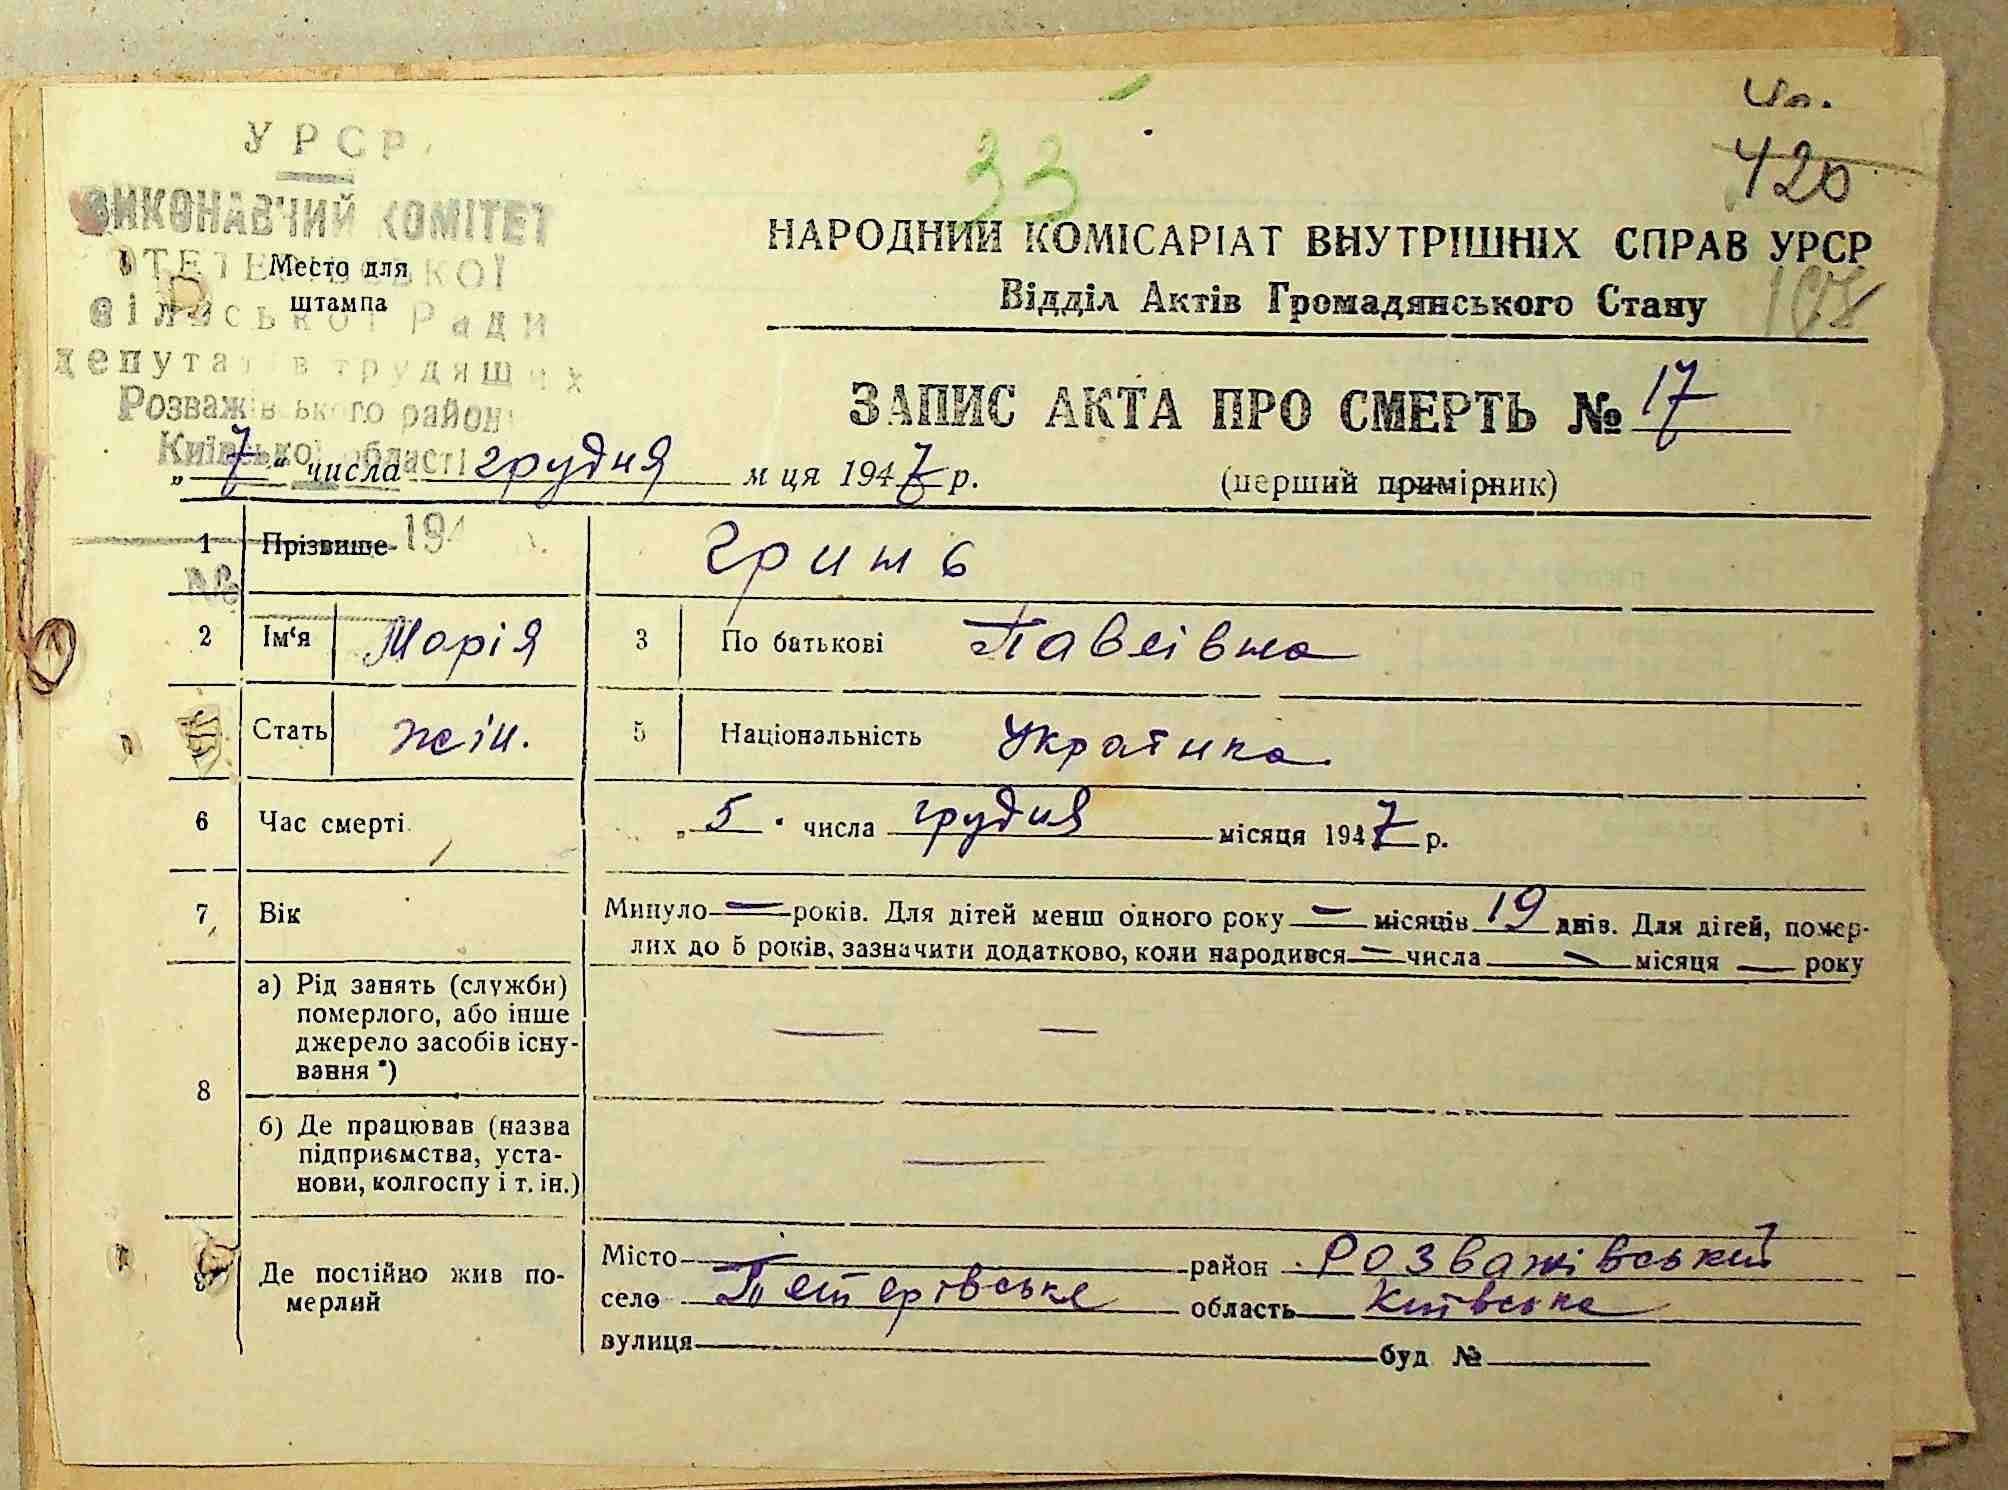 420
33
УРСР
ВИКОНАВЧИЙ КОМІТЕТ
Место для
штампа
сільської Ради
депутатів трудящих
Розважівського району
Київської області
194
№
НАРОДНИЙ КОМІСАРІАТ ВНУТРІШНІХ СПРАВ УРСР
Відділ Актів Громадянського Стану
ЗАПИС АКТА ПРО СМЕРТЬ № 17
„ 7 “ числа грудня м ця 1947 р. (перший примірник)
1 Прізвище Гринь
2 Ім‘я Марія 3 По батькові Павлівна
Стать жін. 5 Національність Українка
6 Час смерті „ 5 “ числа грудня місяця 1947 р.
7 Вік Минуло — років. Для дітей менш одного року — місяців 19 днів. Для дітей, помер-
лих до 5 років, зазначити додатково, коли народився — числа — місяця — року
8 а) Рід занять (служби)
померлого, або інше
джерело засобів існу-
вання *)
— —
б) Де працював (назва
підприємства, уста-
нови, колгоспу і т. ін.)
—
Де постійно жив по-
мерлий
Місто район Розважівський
село Тетерівське область Київська
вулиця буд №